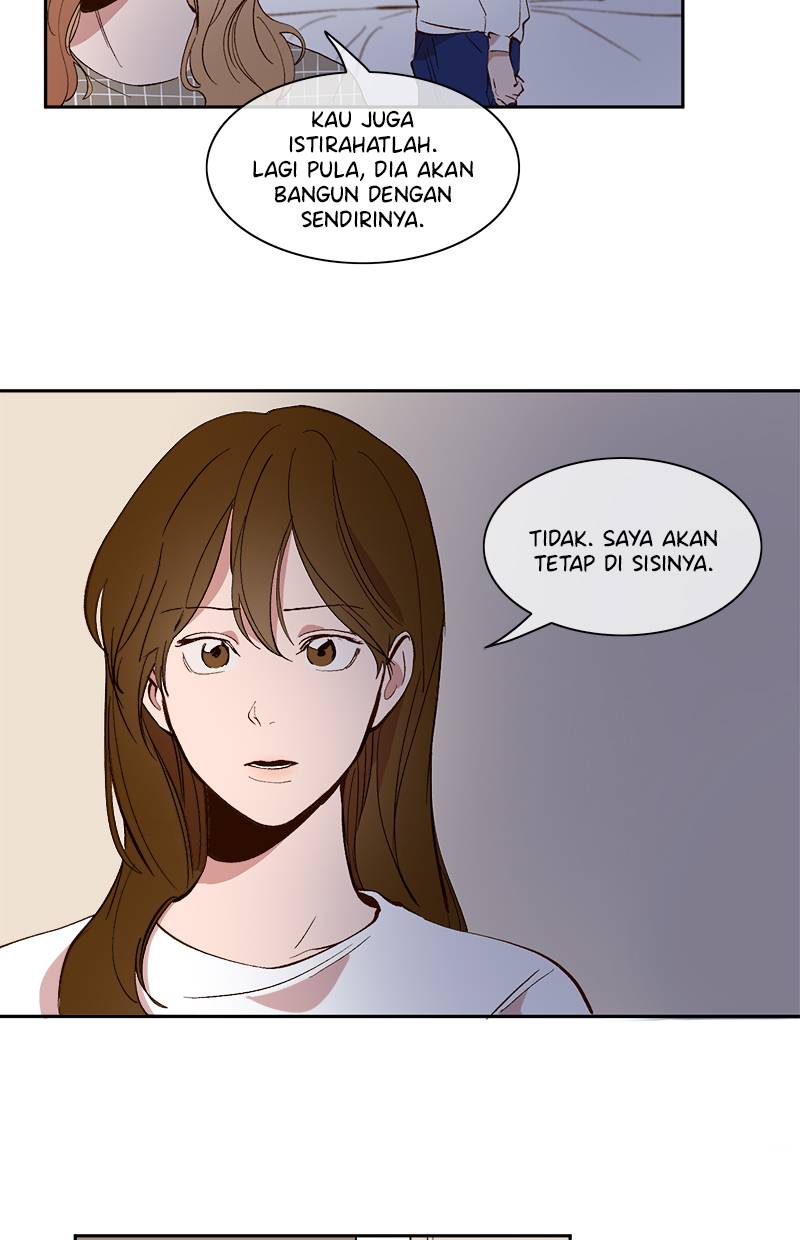 KAU JUGA
ISTIRAHATLAH.
LAGI PULA, DIA AKAN
BANGUN DENGAN
SENDIRINYA.
TIDAK. SAYA AKAN
TETAP DI SISINYA.